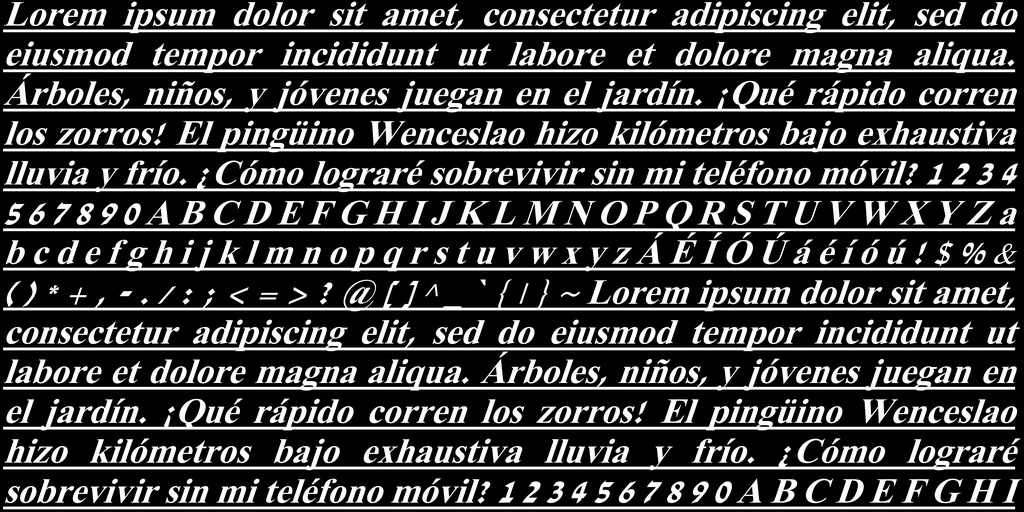 Lorem ipsum dolor sit amet, consectetur adipiscing elit, sed do
eiusmod tempor incididunt ut labore et dolore magna aliqua.
Árboles, niños, y jóvenes juegan en el jardín. ¡Qué rápido corren
los zorros! El pingüino Wenceslao hizo kilómetros bajo exhaustiva
lluvia y frío. ¿Cómo lograré sobrevivir sin mi teléfono móvil? 1 2 3 4
5 6 7 8 9 0 A B C D E F G H I J K L M N O P Q R S T U V W X Y Z a
b c d e f g h i j k l m n o p q r s t u v w x y z Á É Í Ó Ú á é í ó ú ! $ % &
( ) * + , - . / : ; < = > ? @ [ ] ^ _ ` { | } ~ Lorem ipsum dolor sit amet,
consectetur adipiscing elit, sed do eiusmod tempor incididunt ut
labore et dolore magna aliqua. Árboles, niños, y jóvenes juegan en
el jardín. ¡Qué rápido corren los zorros! El pingüino Wenceslao
hizo kilómetros bajo exhaustiva lluvia y frío. ¿Cómo lograré
sobrevivir sin mi teléfono móvil? 1 2 3 4 5 6 7 8 9 0 A B C D E F G H I